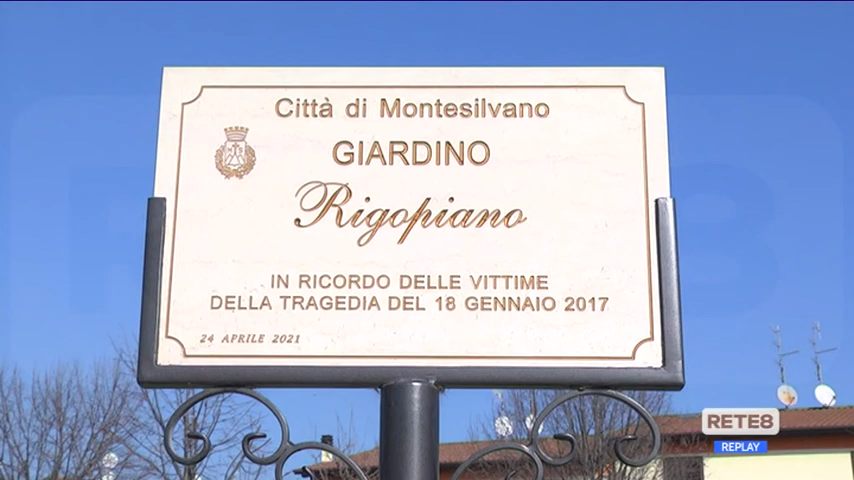 Città di Montesilvano
GIARDINO
Rigopiano
IN RICORDO DELLE VITTIME
DELLA TRAGEDIA DEL 18 GENNAIO 2017
24 APRILE 2021
RETE8
REPLAY